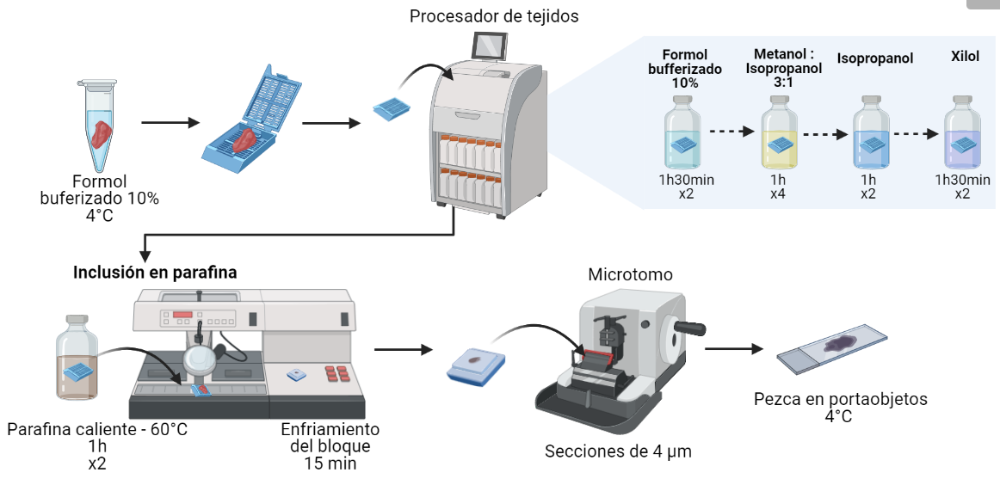 Procesador de tejidos
Formol
bufferizado
10%
1h30min
x2
Metanol :
Isopropanol
3:1
1h
x4
Isopropanol
1h
x2
Xilol
1h30min
x2
Formol
buferizado 10%
4°C
Inclusión en parafina
Parafina caliente - 60°C
1h
x2
Enfriamiento
del bloque
15 min
Microtomo
Secciones de 4 µm
Pezca en portaobjetos
4°C